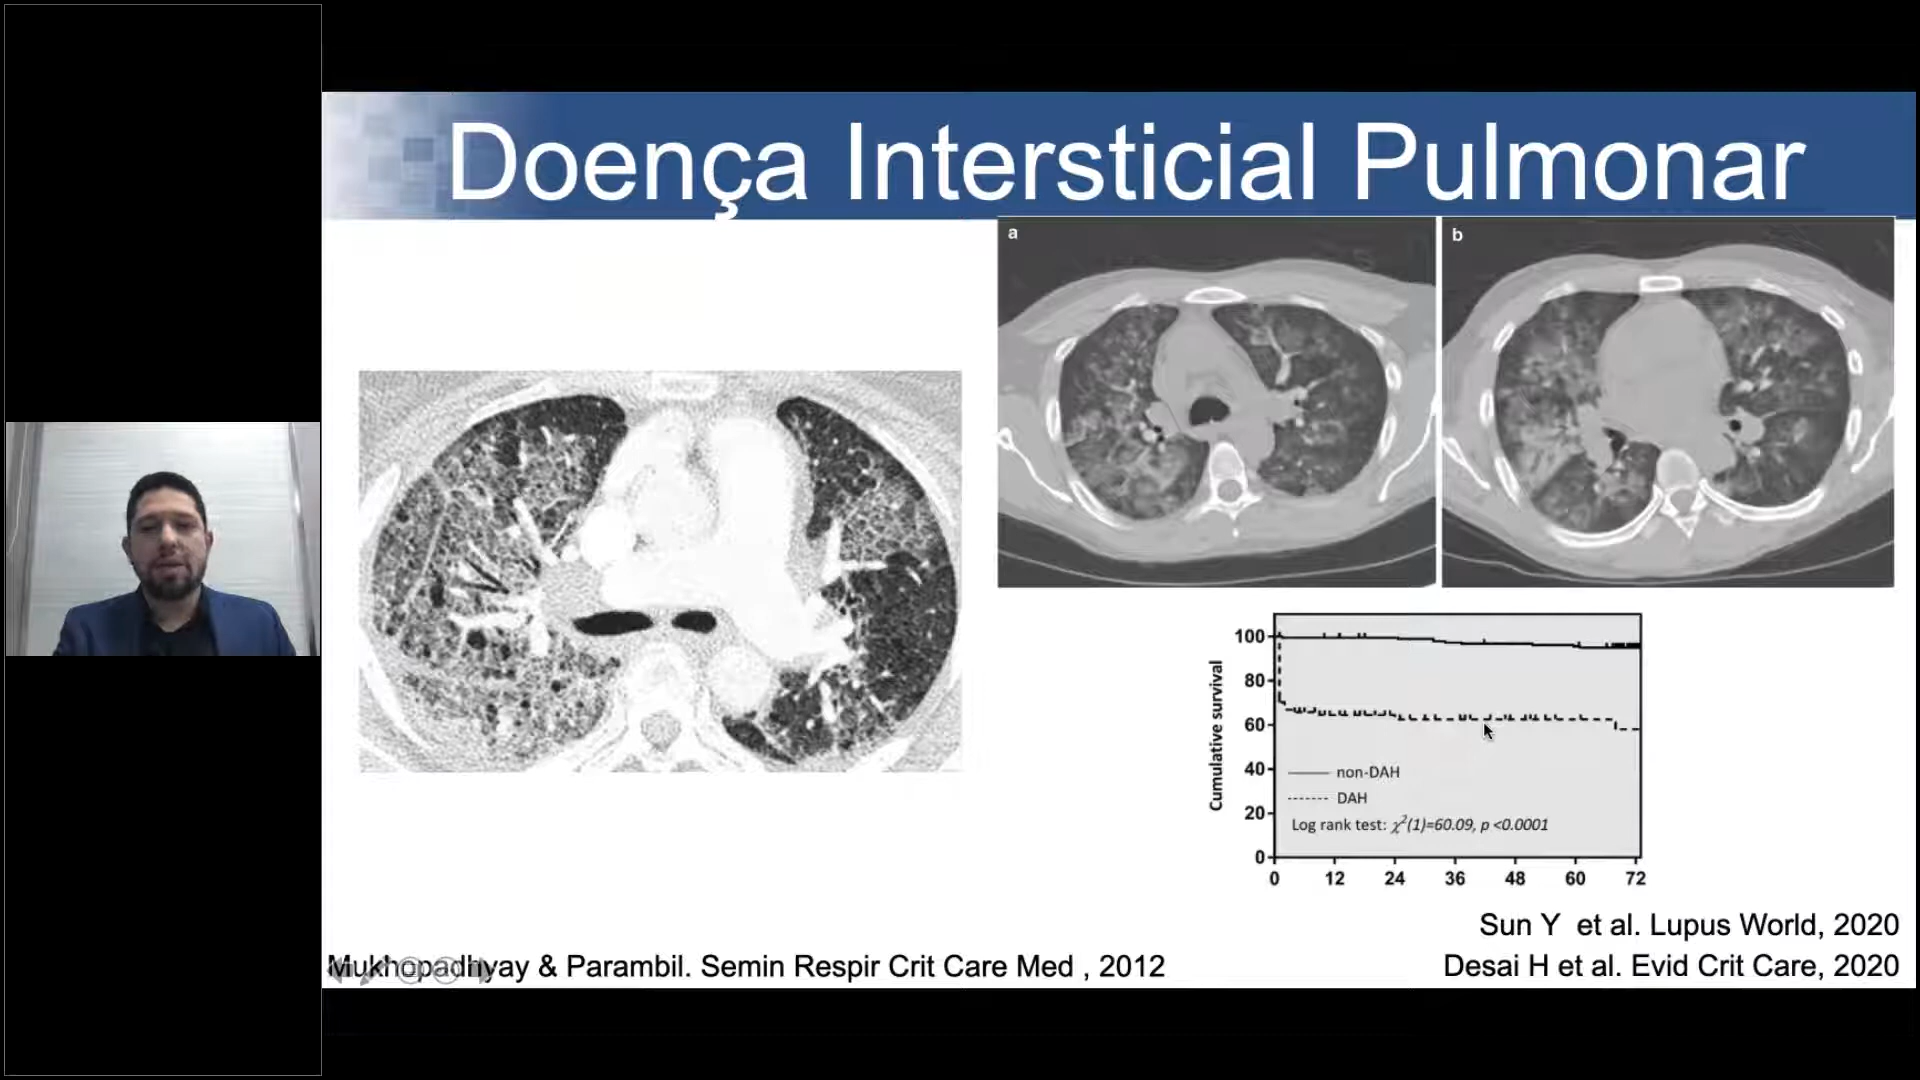 Doença Intersticial Pulmonar
a
b
100
80
60
40
20
0
Cumulative survival
non-DAH
DAH
Log rank test: χ²(1)=60.09, p <0.0001
0 12 24 36 48 60 72
Sun Y et al. Lupus World, 2020
Mukhopadhyay & Parambil. Semin Respir Crit Care Med , 2012
Desai H et al. Evid Crit Care, 2020